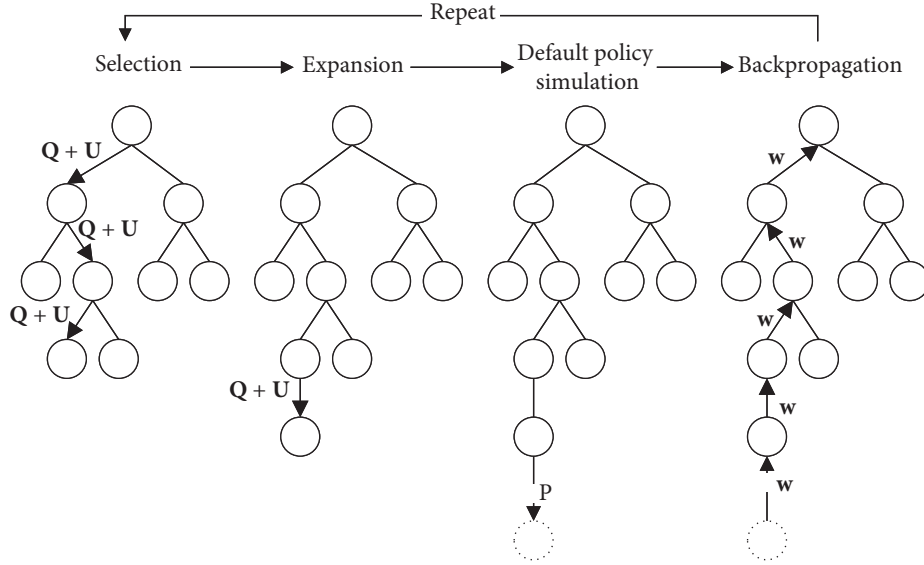 Repeat
Selection
Expansion
Default policy
simulation
Backpropagation
Q + U
Q + U
Q + U
Q + U
P
w
w
w
w
w